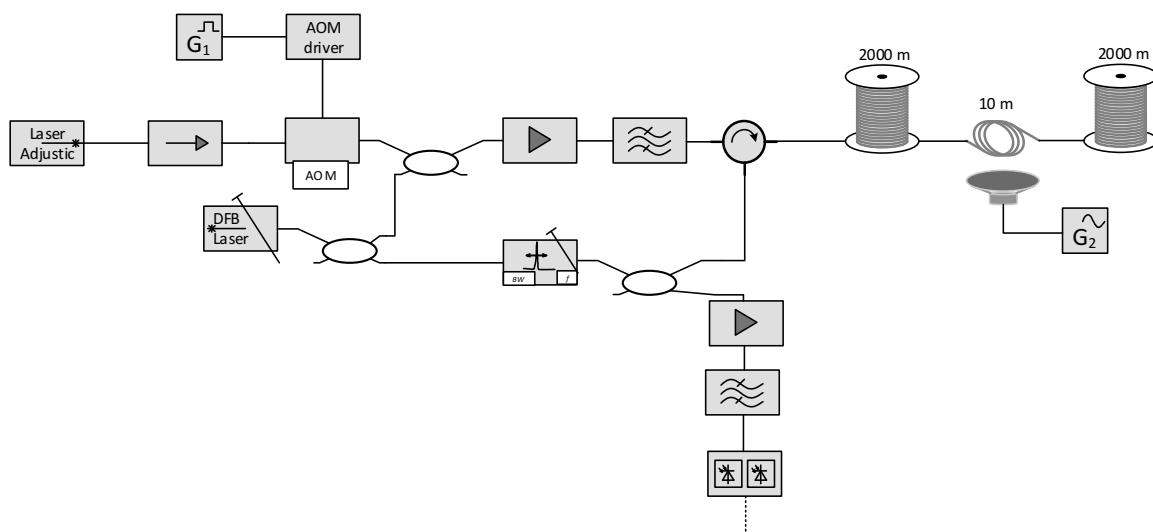 G1
AOM
driver
2000 m
2000 m
10 m
Laser
Adjustic
AOM
DFB
Laser
G2
BW
f